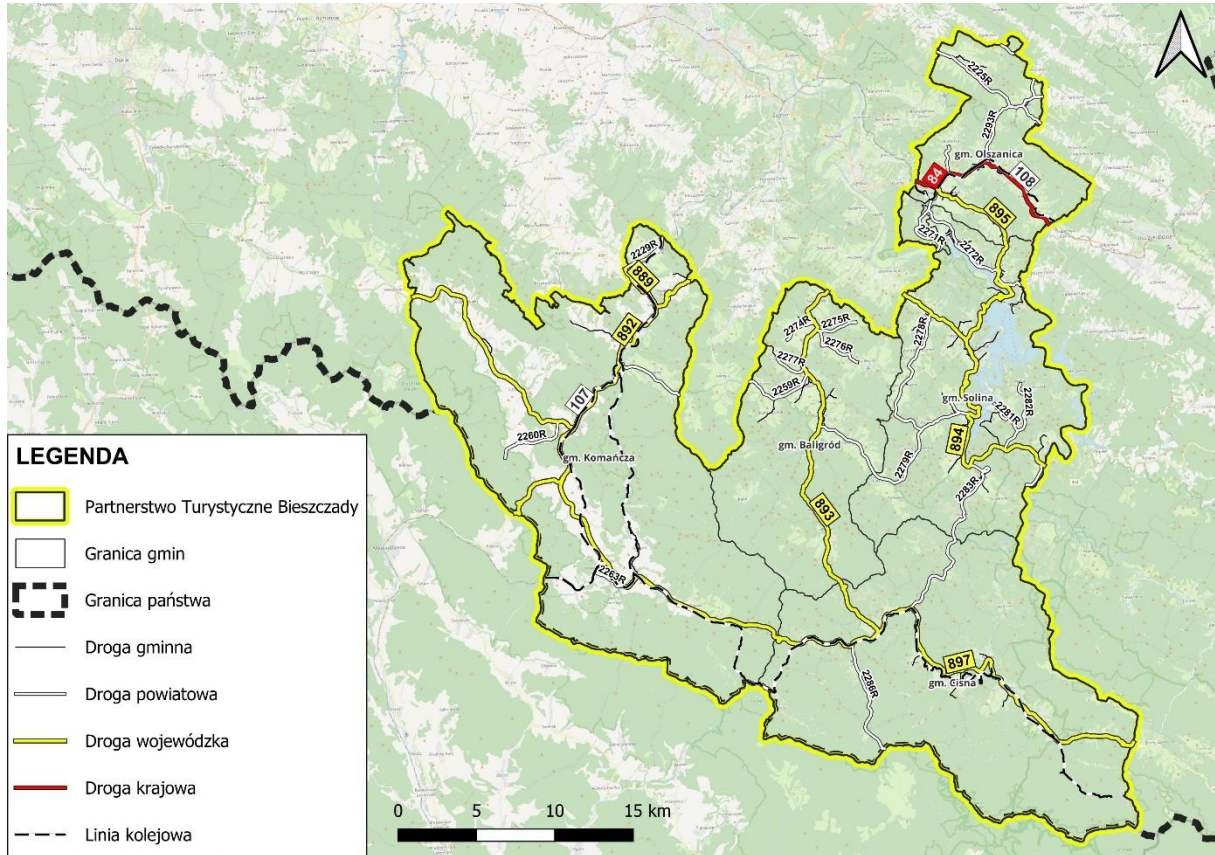 2225R
2293R
gm. Olszanica
84
108
895
2271R
2272R
2229R
889
892
2274R
2275R
2276R
2277R
2259R
2278R
gm. Solina
2282R
2281R
894
107
2260R
gm. Komańcza
gm. Baligród
2279R
2283R
893
2263R
897
gm. Cisna
2286R
LEGENDA
Partnerstwo Turystyczne Bieszczady
Granica gmin
Granica państwa
Droga gminna
Droga powiatowa
Droga wojewódzka
Droga krajowa
Linia kolejowa
0 5 10 15 km